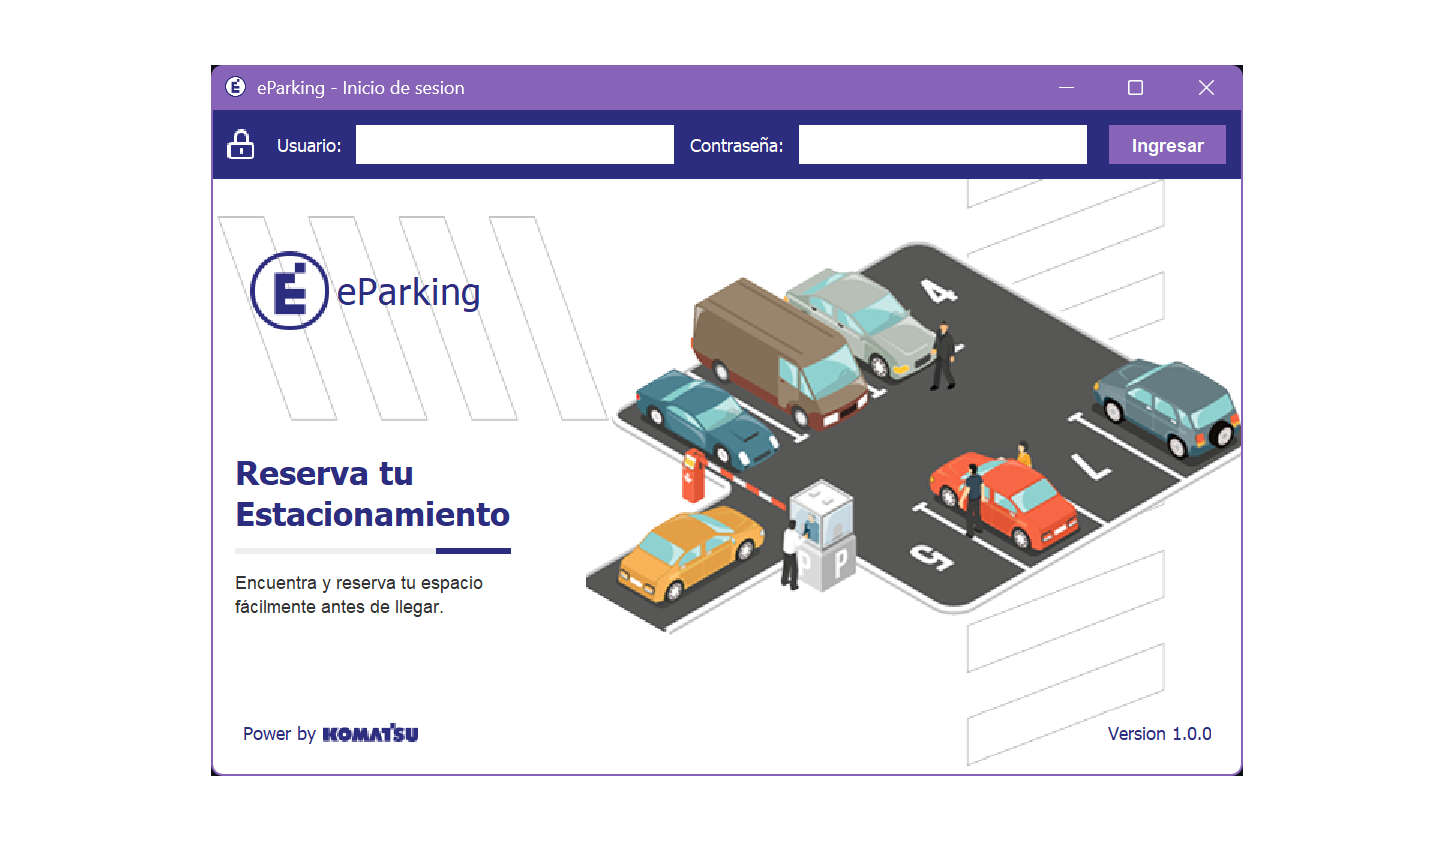 eParking - Inicio de sesion
Usuario:
Contraseña:
Ingresar
E eParking
4
Reserva tu
Estacionamiento
7
5
P P
Encuentra y reserva tu espacio
fácilmente antes de llegar.
Power by KOMATSU
Version 1.0.0